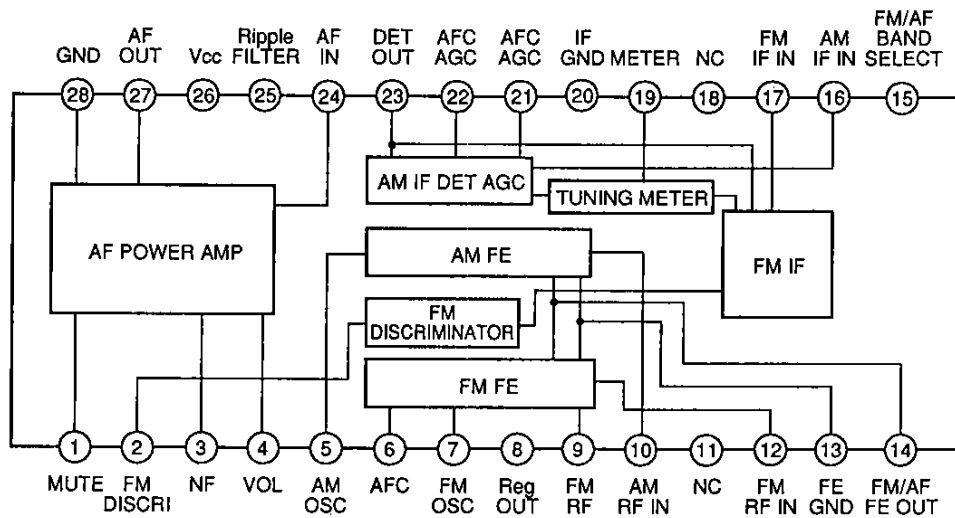 FM/AF
AF Ripple AF DET AFC AFC IF FM AM BAND
GND OUT Vcc FILTER IN OUT AGC AGC GND METER NC IF IN IF IN SELECT
28 27 26 25 24 23 22 21 20 19 18 17 16 15
AM IF DET AGC
TUNING METER
AF POWER AMP
AM FE
FM IF
FM
DISCRIMINATOR
FM FE
1 2 3 4 5 6 7 8 9 10 11 12 13 14
MUTE FM NF VOL AM AFC FM Reg FM AM NC FM FE FM/AF
DISCRI OSC OSC OUT RF RF IN RF IN GND FE OUT